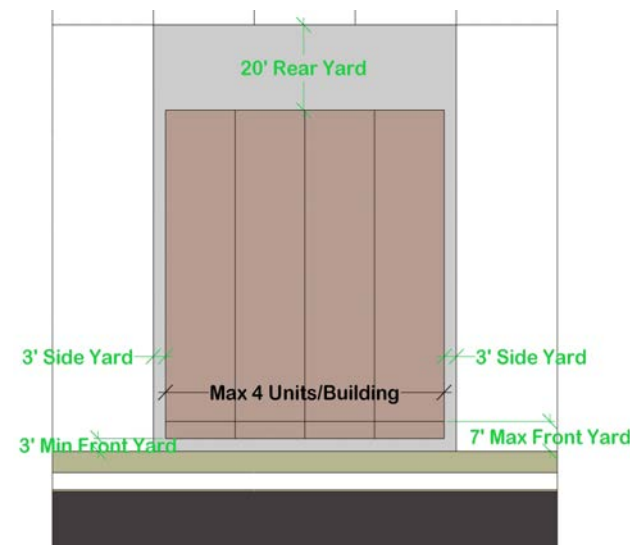 20' Rear Yard
3' Side Yard
3' Side Yard
Max 4 Units/Building
3' Min Front Yard
7' Max Front Yard